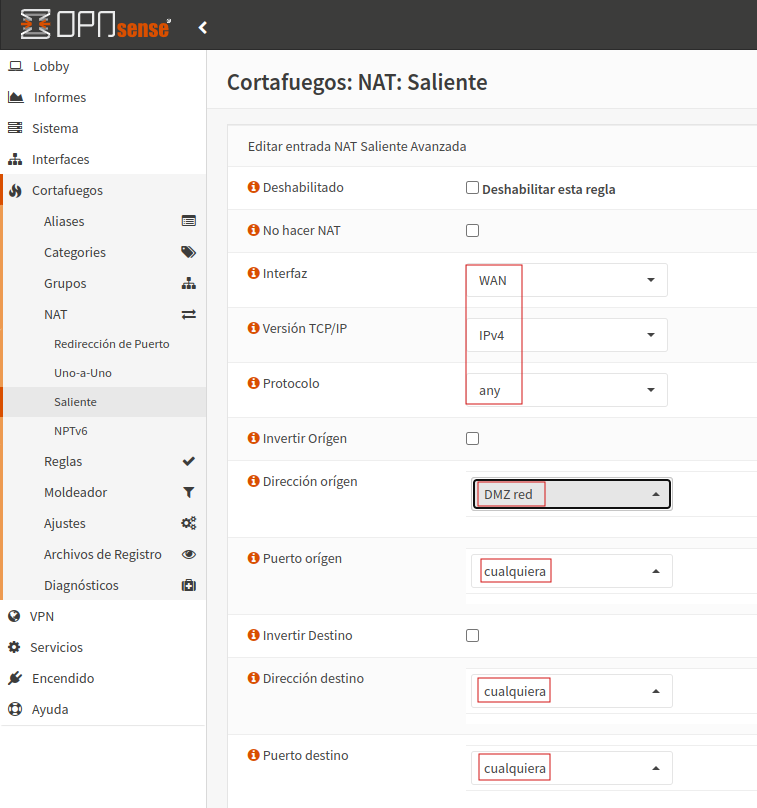 OPNsense
Lobby
Informes
Sistema
Interfaces
Cortafuegos
Aliases
Categories
Grupos
NAT
Redirección de Puerto
Uno-a-Uno
Saliente
NPTv6
Reglas
Moldeador
Ajustes
Archivos de Registro
Diagnósticos
VPN
Servicios
Encendido
Ayuda
Cortafuegos: NAT: Saliente
Editar entrada NAT Saliente Avanzada
Deshabilitado Deshabilitar esta regla
No hacer NAT
Interfaz WAN
Versión TCP/IP IPv4
Protocolo any
Invertir Orígen
Dirección orígen DMZ red
Puerto orígen cualquiera
Invertir Destino
Dirección destino cualquiera
Puerto destino cualquiera